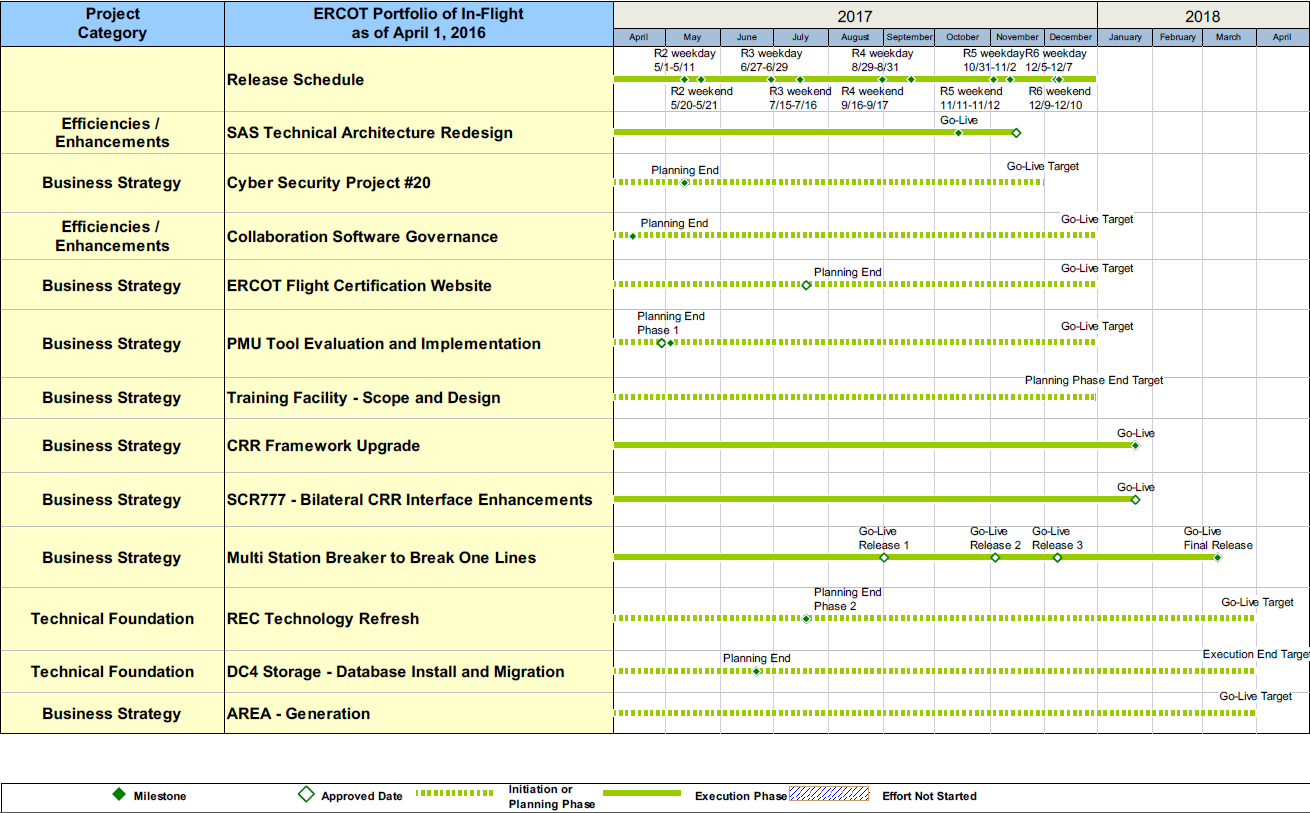 Project
Category
ERCOT Portfolio of In-Flight
as of April 1, 2016
2017
2018
April
May
June
July
August
September
October
November
December
January
February
March
April
Release Schedule
R2 weekday
5/1-5/11
R3 weekday
6/27-6/29
R4 weekday
8/29-8/31
R5 weekday
10/31-11/2
R6 weekday
12/5-12/7
R2 weekend
5/20-5/21
R3 weekend
7/15-7/16
R4 weekend
9/16-9/17
R5 weekend
11/11-11/12
R6 weekend
12/9-12/10
Efficiencies /
Enhancements
SAS Technical Architecture Redesign
Go-Live
Business Strategy
Cyber Security Project #20
Planning End
Go-Live Target
Efficiencies /
Enhancements
Collaboration Software Governance
Planning End
Go-Live Target
Business Strategy
ERCOT Flight Certification Website
Planning End
Go-Live Target
Business Strategy
PMU Tool Evaluation and Implementation
Planning End
Phase 1
Go-Live Target
Business Strategy
Training Facility - Scope and Design
Planning Phase End Target
Business Strategy
CRR Framework Upgrade
Go-Live
Business Strategy
SCR777 - Bilateral CRR Interface Enhancements
Go-Live
Business Strategy
Multi Station Breaker to Break One Lines
Go-Live
Release 1
Go-Live
Release 2
Go-Live
Release 3
Go-Live
Final Release
Technical Foundation
REC Technology Refresh
Planning End
Phase 2
Go-Live Target
Technical Foundation
DC4 Storage - Database Install and Migration
Planning End
Execution End Target
Business Strategy
AREA - Generation
Go-Live Target
Milestone
Approved Date
Initiation or
Planning Phase
Execution Phase
Effort Not Started